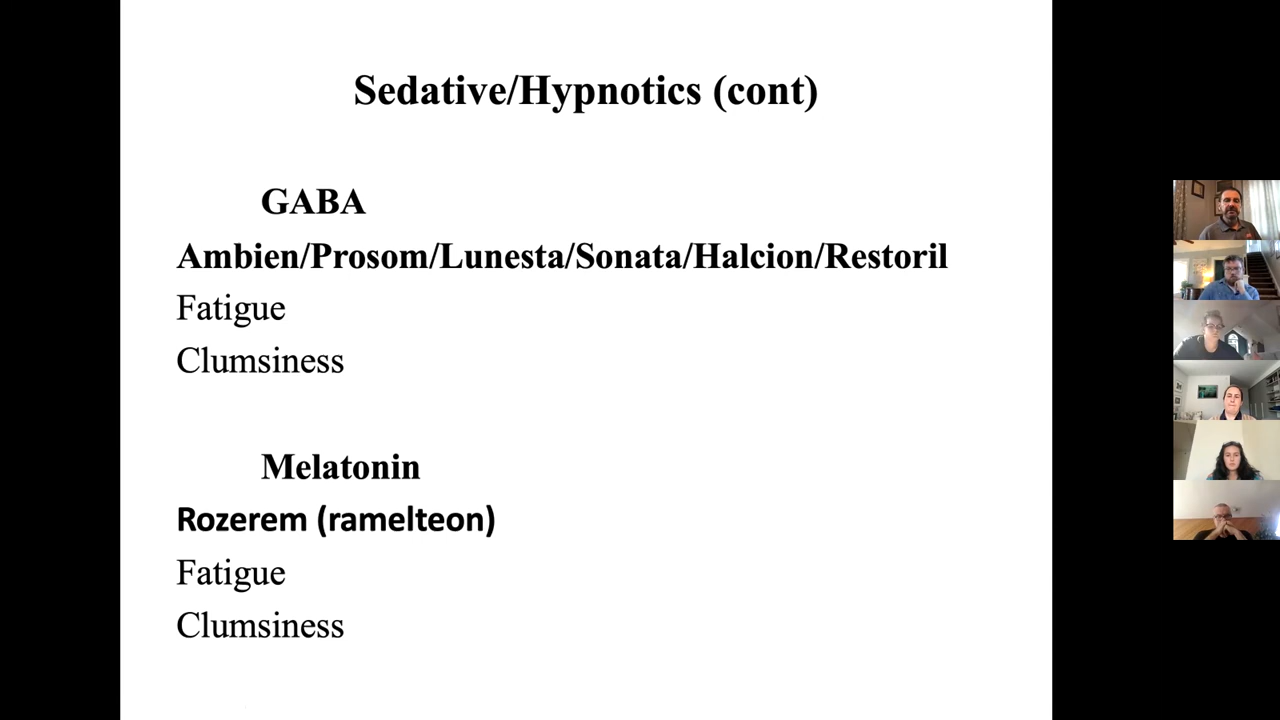 Sedative/Hypnotics (cont)
GABA
Ambien/Prosom/Lunesta/Sonata/Halcion/Restoril
Fatigue
Clumsiness
Melatonin
Rozerem (ramelteon)
Fatigue
Clumsiness